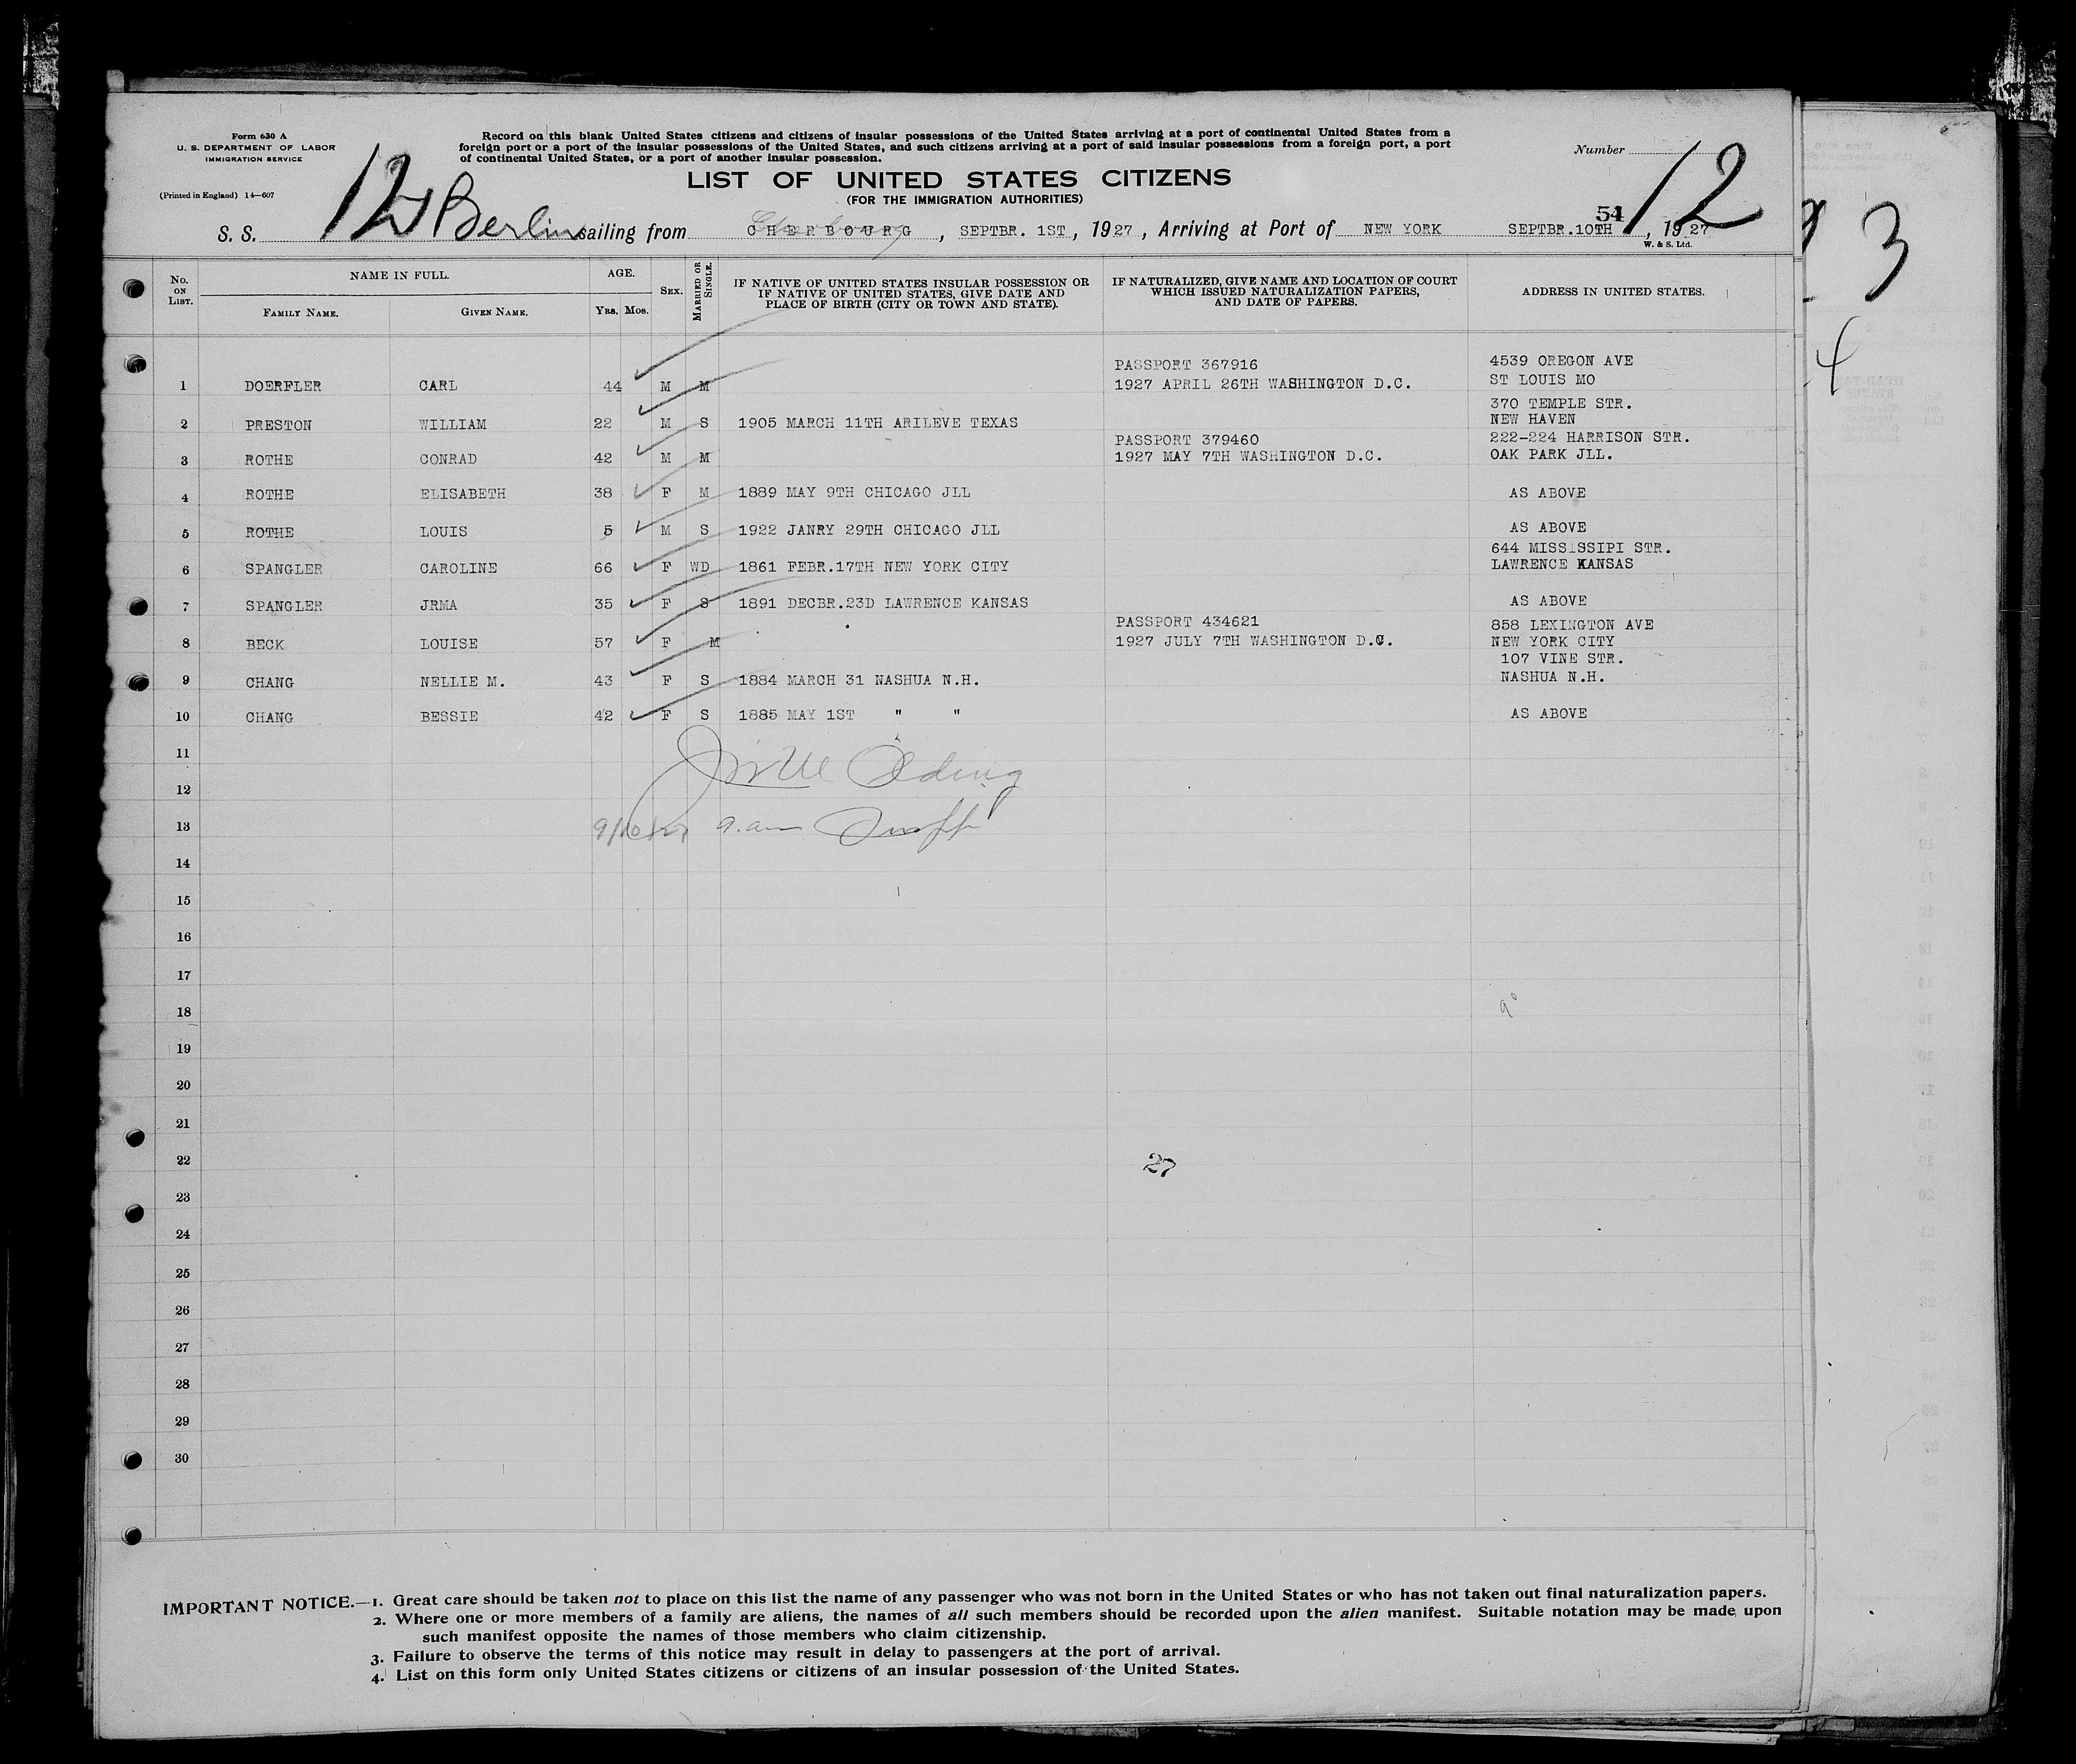 Form 630 A
U. S. DEPARTMENT OF LABOR
IMMIGRATION SERVICE
(Printed in England) 14—607
Record on this blank United States citizens and citizens of insular possessions of the United States arriving at a port of continental United States from a
foreign port or a port of the insular possessions of the United States, and such citizens arriving at a port of said insular possessions from a foreign port, a port
of continental United States, or a port of another insular possession.
Number 12
LIST OF UNITED STATES CITIZENS
(FOR THE IMMIGRATION AUTHORITIES)
54
12
S. S. Berlin sailing from CHERBOURG, SEPTBR. 1ST, 1927, Arriving at Port of NEW YORK SEPTBR.10TH, 1927
W. & S. Ltd.
3
4
No. ON LIST. NAME IN FULL. AGE. SEX. MARRIED OR SINGLE. IF NATIVE OF UNITED STATES INSULAR POSSESSION OR IF NATIVE OF UNITED STATES, GIVE DATE AND PLACE OF BIRTH (CITY OR TOWN AND STATE). IF NATURALIZED, GIVE NAME AND LOCATION OF COURT WHICH ISSUED NATURALIZATION PAPERS, AND DATE OF PAPERS. ADDRESS IN UNITED STATES.
FAMILY NAME. GIVEN NAME. YRS. MOS.
PASSPORT 367916 4539 OREGON AVE
1 DOERFLER CARL 44 M M 1927 APRIL 26TH WASHINGTON D.C. ST LOUIS MO
370 TEMPLE STR.
2 PRESTON WILLIAM 22 M S 1905 MARCH 11TH ARILEVE TEXAS NEW HAVEN
PASSPORT 379460 222-224 HARRISON STR.
3 ROTHE CONRAD 42 M M 1927 MAY 7TH WASHINGTON D.C. OAK PARK JLL.
4 ROTHE ELISABETH 38 F M 1889 MAY 9TH CHICAGO JLL AS ABOVE
5 ROTHE LOUIS 5 M S 1922 JANRY 29TH CHICAGO JLL AS ABOVE
644 MISSISSIPI STR.
6 SPANGLER CAROLINE 66 F WD 1861 FEBR.17TH NEW YORK CITY LAWRENCE KANSAS
7 SPANGLER JRMA 35 F S 1891 DECBR.23D LAWRENCE KANSAS AS ABOVE
PASSPORT 434621 858 LEXINGTON AVE
8 BECK LOUISE 57 F M 1927 JULY 7TH WASHINGTON D.C. NEW YORK CITY
107 VINE STR.
9 CHANG NELLIE M. 43 F S 1884 MARCH 31 NASHUA N.H. NASHUA N.H.
10 CHANG BESSIE 42 F S 1885 MAY 1ST " " AS ABOVE
11
12
13 9/10/27
14
15
16
17
18
19
20
21
22 27
23
24
25
26
27
28
29
30
IMPORTANT NOTICE.—1. Great care should be taken not to place on this list the name of any passenger who was not born in the United States or who has not taken out final naturalization papers.
2. Where one or more members of a family are aliens, the names of all such members should be recorded upon the alien manifest. Suitable notation may be made upon
such manifest opposite the names of those members who claim citizenship.
3. Failure to observe the terms of this notice may result in delay to passengers at the port of arrival.
4. List on this form only United States citizens or citizens of an insular possession of the United States.